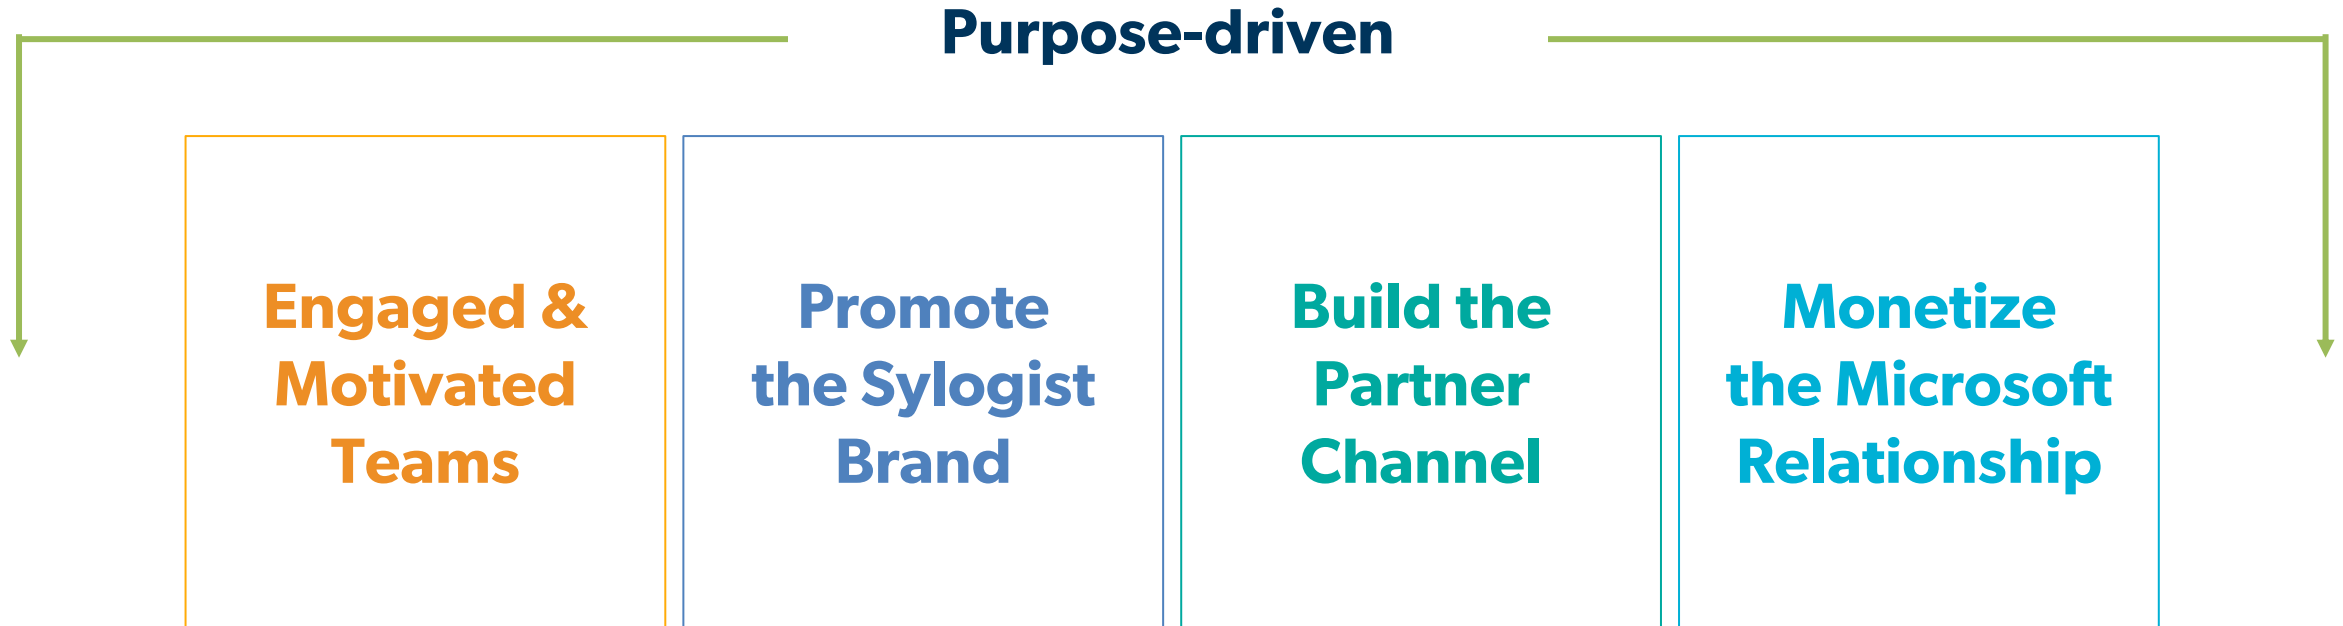 Purpose-driven
Engaged &
Motivated
Teams
Promote
the Sylogist
Brand
Build the
Partner
Channel
Monetize
the Microsoft
Relationship